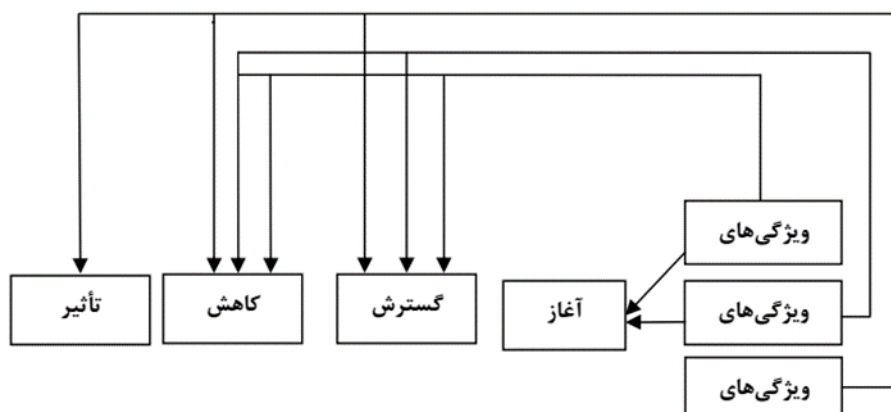 ویژگی‌های
تأثیر
کاهش
گسترش
آغاز
ویژگی‌های
ویژگی‌های